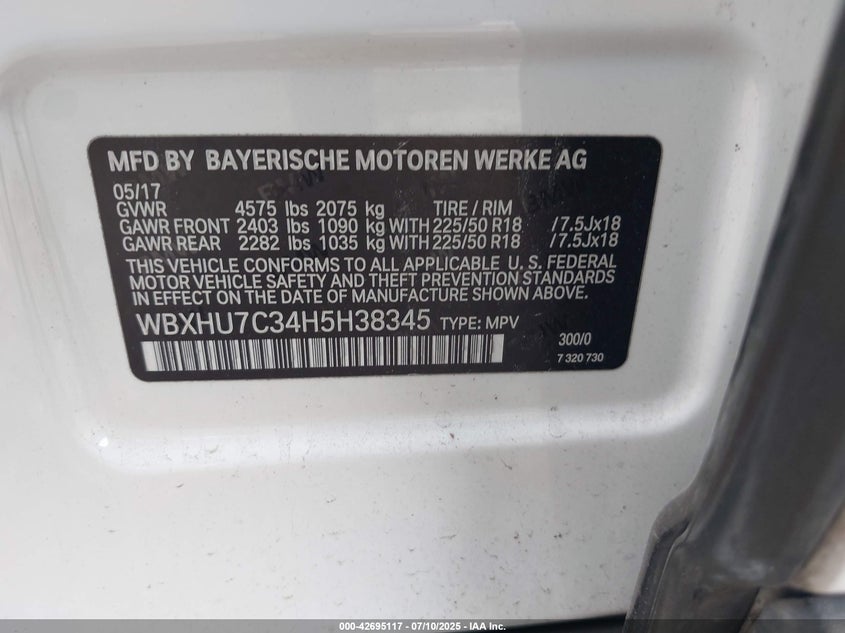 MFD BY BAYERISCHE MOTOREN WERKE AG
05/17
GVWR 4575 lbs 2075 kg TIRE / RIM
GAWR FRONT 2403 lbs 1090 kg WITH 225/50 R18 /7.5Jx18
GAWR REAR 2282 lbs 1035 kg WITH 225/50 R18 /7.5Jx18
THIS VEHICLE CONFORMS TO ALL APPLICABLE U. S. FEDERAL
MOTOR VEHICLE SAFETY AND THEFT PREVENTION STANDARDS
IN EFFECT ON THE DATE OF MANUFACTURE SHOWN ABOVE.
WBXHU7C34H5H38345 TYPE: MPV 300/0
7 320 730
000-42695117 - 07/10/2025 - IAA Inc.